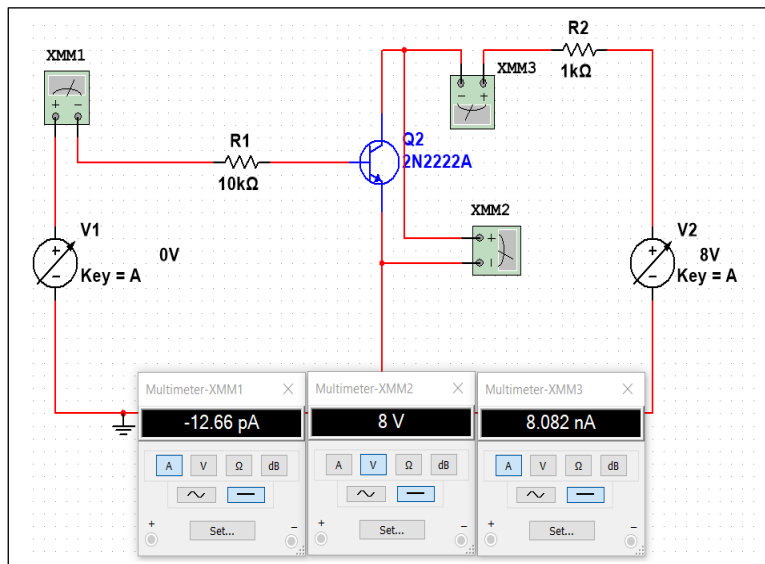 XMM1
+ −
R1
10kΩ
V1
+
−
Key = A
0V
Q2
2N2222A
XMM3
− +
R2
1kΩ
XMM2
+
V2
+
−
8V
Key = A
Multimeter-XMM1
-12.66 pA
A V Ω dB
+ Set... −
Multimeter-XMM2
8 V
A V Ω dB
+ Set... −
Multimeter-XMM3
8.082 nA
A V Ω dB
+ Set... −